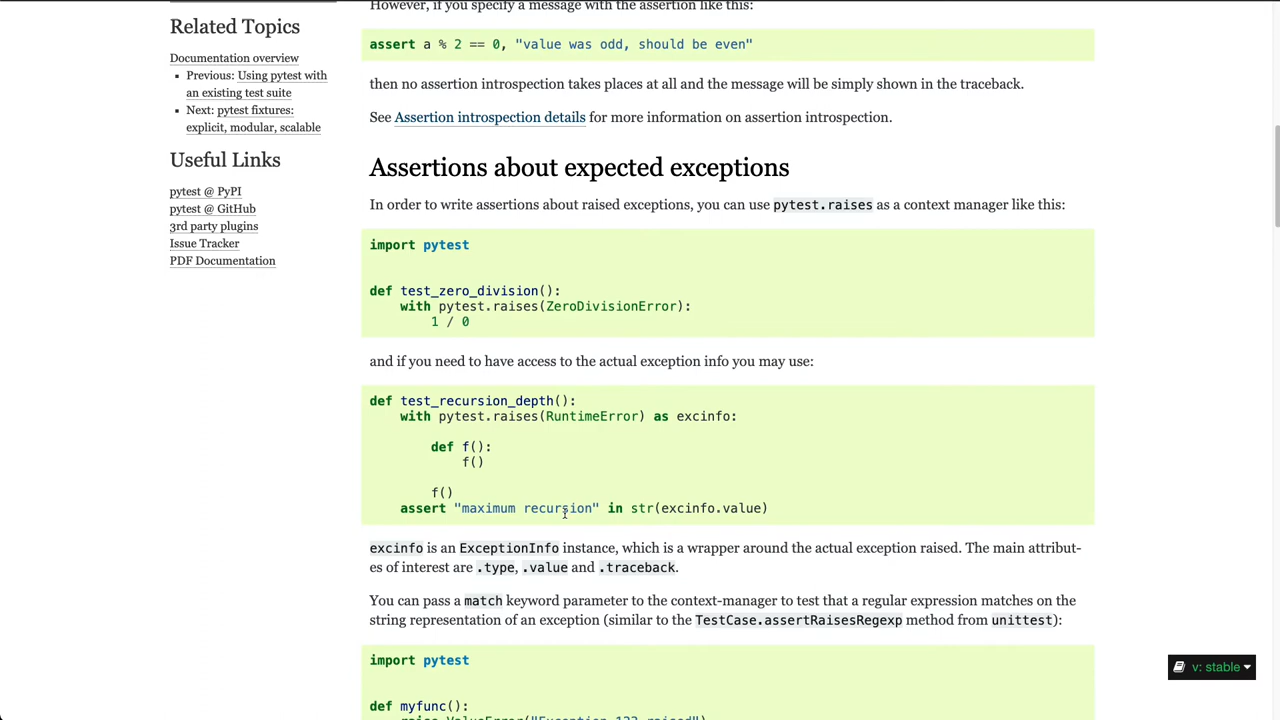 Related Topics
Documentation overview
Previous: Using pytest with
an existing test suite
Next: pytest fixtures:
explicit, modular, scalable
Useful Links
pytest @ PyPI
pytest @ GitHub
3rd party plugins
Issue Tracker
PDF Documentation
However, if you specify a message with the assertion like this:
assert a % 2 == 0, "value was odd, should be even"
then no assertion introspection takes places at all and the message will be simply shown in the traceback.
See Assertion introspection details for more information on assertion introspection.
Assertions about expected exceptions
In order to write assertions about raised exceptions, you can use pytest.raises as a context manager like this:
import pytest
def test_zero_division():
with pytest.raises(ZeroDivisionError):
1 / 0
and if you need to have access to the actual exception info you may use:
def test_recursion_depth():
with pytest.raises(RuntimeError) as excinfo:
def f():
f()
f()
assert "maximum recursion" in str(excinfo.value)
excinfo is an ExceptionInfo instance, which is a wrapper around the actual exception raised. The main attribut-
es of interest are .type, .value and .traceback.
You can pass a match keyword parameter to the context-manager to test that a regular expression matches on the
string representation of an exception (similar to the TestCase.assertRaisesRegexp method from unittest):
import pytest
def myfunc():
raise ValueError("Exception 123 raised")
v: stable